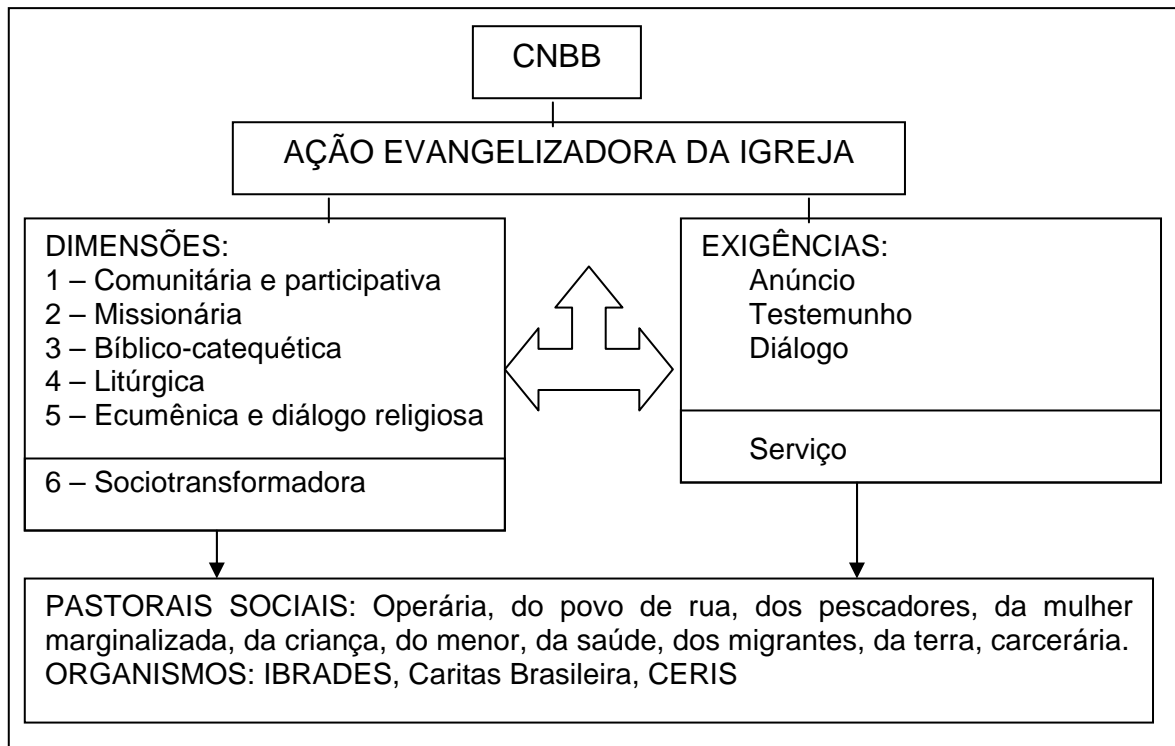 CNBB
AÇÃO EVANGELIZADORA DA IGREJA
DIMENSÕES:
1 – Comunitária e participativa
2 – Missionária
3 – Bíblico-catequética
4 – Litúrgica
5 – Ecumênica e diálogo religiosa
6 – Sociotransformadora
EXIGÊNCIAS:
Anúncio
Testemunho
Diálogo
Serviço
PASTORAIS SOCIAIS: Operária, do povo de rua, dos pescadores, da mulher
marginalizada, da criança, do menor, da saúde, dos migrantes, da terra, carcerária.
ORGANISMOS: IBRADES, Caritas Brasileira, CERIS